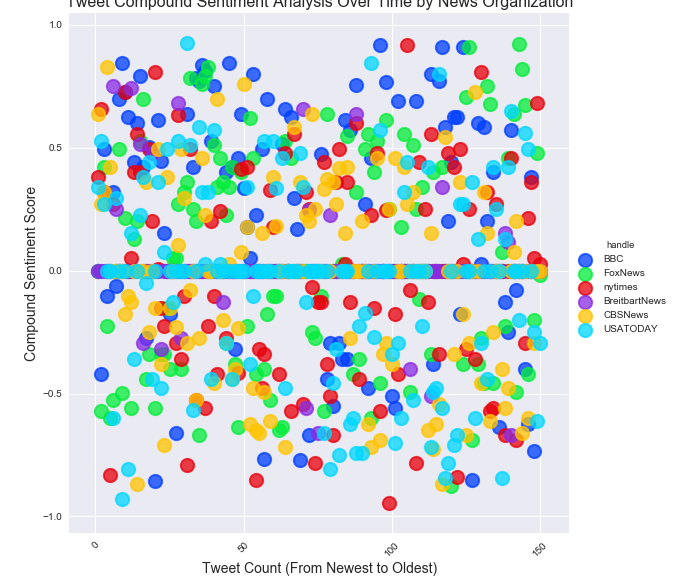 Tweet Compound Sentiment Analysis Over Time by News Organization
1.0
0.5
0.0
−0.5
−1.0
Compound Sentiment Score
0
50
100
150
Tweet Count (From Newest to Oldest)
handle
BBC
FoxNews
nytimes
BreitbartNews
CBSNews
USATODAY